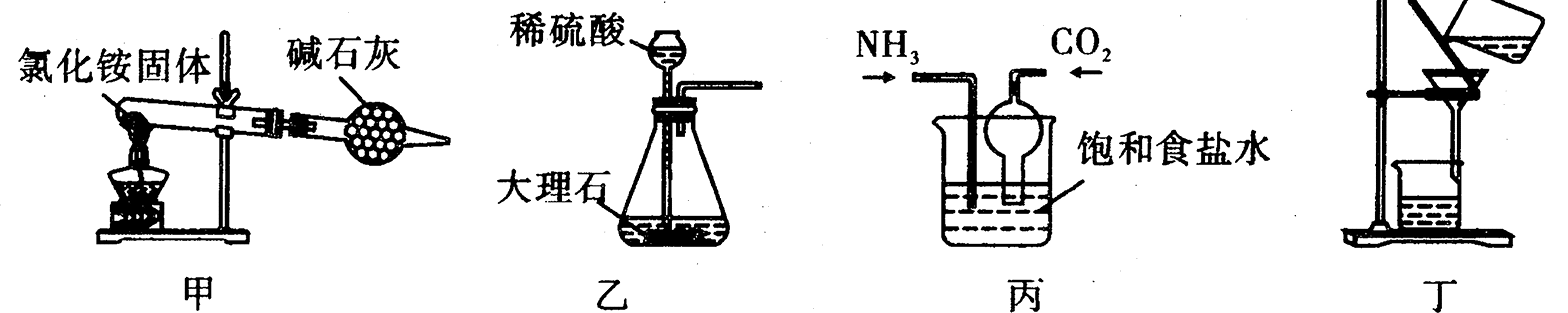 氯化铵固体
碱石灰
甲
稀硫酸
大理石
乙
NH₃
CO₂
饱和食盐水
丙
丁